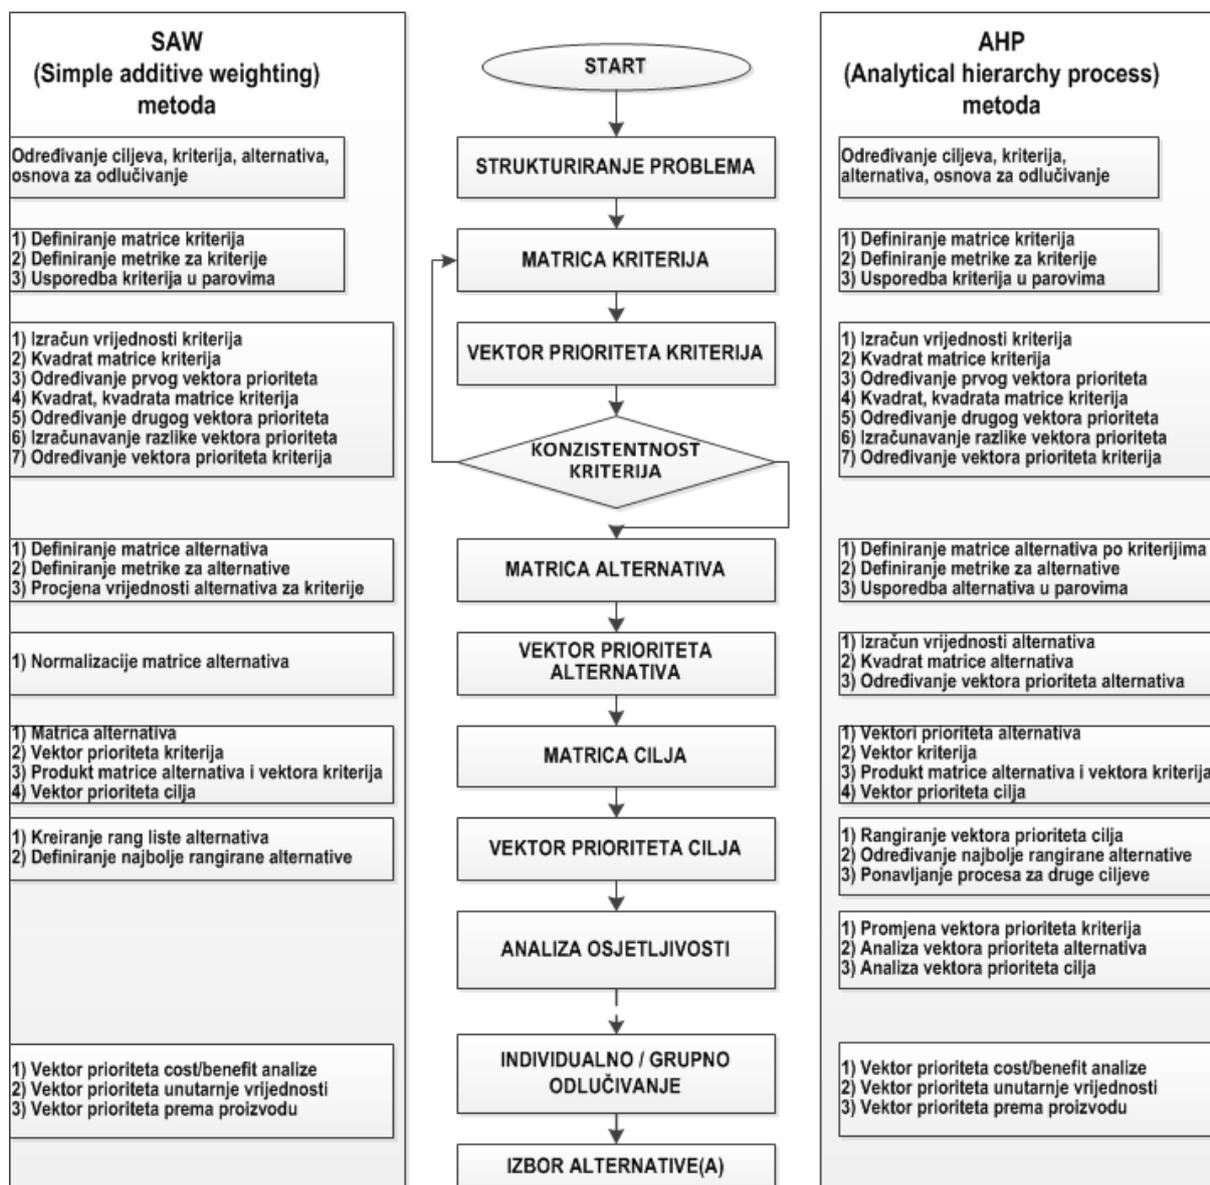 SAW
(Simple additive weighting)
metoda
Određivanje ciljeva, kriterija, alternativa,
osnova za odlučivanje
1) Definiranje matrice kriterija
2) Definiranje metrike za kriterije
3) Usporedba kriterija u parovima
1) Izračun vrijednosti kriterija
2) Kvadrat matrice kriterija
3) Određivanje prvog vektora prioriteta
4) Kvadrat, kvadrata matrice kriterija
5) Određivanje drugog vektora prioriteta
6) Izračunavanje razlike vektora prioriteta
7) Određivanje vektora prioriteta kriterija
1) Definiranje matrice alternativa
2) Definiranje metrike za alternative
3) Procjena vrijednosti alternativa za kriterije
1) Normalizacije matrice alternativa
1) Matrica alternativa
2) Vektor prioriteta kriterija
3) Produkt matrice alternativa i vektora kriterija
4) Vektor prioriteta cilja
1) Kreiranje rang liste alternativa
2) Definiranje najbolje rangirane alternative
1) Vektor prioriteta cost/benefit analize
2) Vektor prioriteta unutarnje vrijednosti
3) Vektor prioriteta prema proizvodu
START
STRUKTURIRANJE PROBLEMA
MATRICA KRITERIJA
VEKTOR PRIORITETA KRITERIJA
KONZISTENTNOST
KRITERIJA
MATRICA ALTERNATIVA
VEKTOR PRIORITETA
ALTERNATIVA
MATRICA CILJA
VEKTOR PRIORITETA CILJA
ANALIZA OSJETLJIVOSTI
INDIVIDUALNO / GRUPNO
ODLUČIVANJE
IZBOR ALTERNATIVE(A)
AHP
(Analytical hierarchy process)
metoda
Određivanje ciljeva, kriterija,
alternativa, osnova za odlučivanje
1) Definiranje matrice kriterija
2) Definiranje metrike za kriterije
3) Usporedba kriterija u parovima
1) Izračun vrijednosti kriterija
2) Kvadrat matrice kriterija
3) Određivanje prvog vektora prioriteta
4) Kvadrat, kvadrata matrice kriterija
5) Određivanje drugog vektora prioriteta
6) Izračunavanje razlike vektora prioriteta
7) Određivanje vektora prioriteta kriterija
1) Definiranje matrice alternativa po kriterijima
2) Definiranje metrike za alternative
3) Usporedba alternativa u parovima
1) Izračun vrijednosti alternativa
2) Kvadrat matrice alternativa
3) Određivanje vektora prioriteta alternativa
1) Vektori prioriteta alternativa
2) Vektor kriterija
3) Produkt matrice alternativa i vektora kriterija
4) Vektor prioriteta cilja
1) Rangiranje vektora prioriteta cilja
2) Određivanje najbolje rangirane alternative
3) Ponavljanje procesa za druge ciljeve
1) Promjena vektora prioriteta kriterija
2) Analiza vektora prioriteta alternativa
3) Analiza vektora prioriteta cilja
1) Vektor prioriteta cost/benefit analize
2) Vektor prioriteta unutarnje vrijednosti
3) Vektor prioriteta prema proizvodu